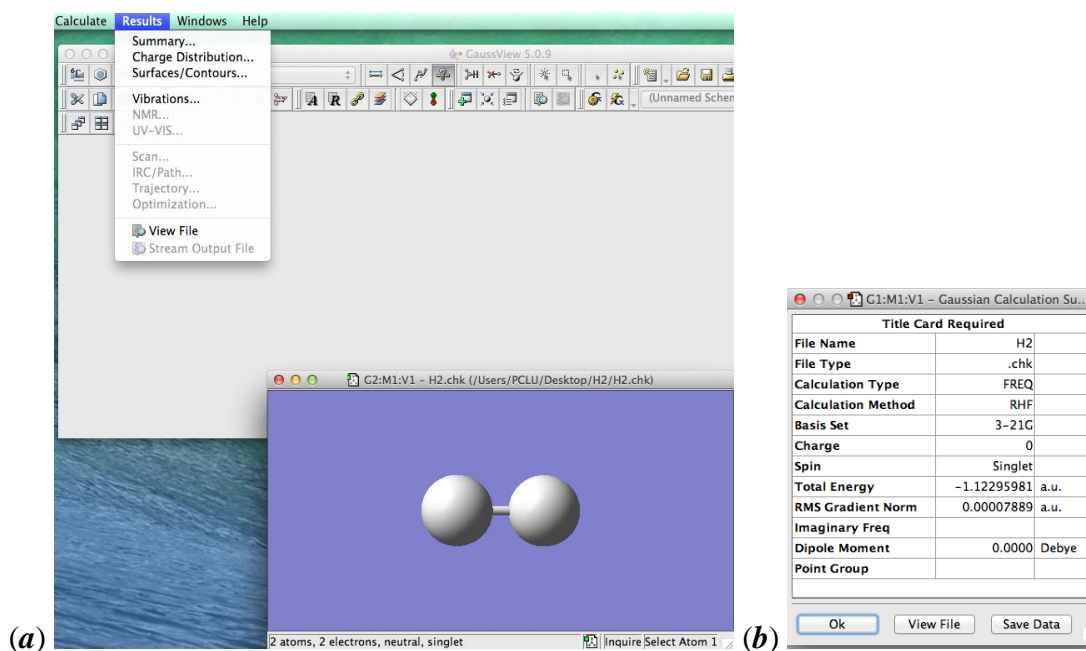 Calculate Results Windows Help
Summary...
Charge Distribution...
Surfaces/Contours...
Vibrations...
NMR...
UV-VIS...
Scan...
IRC/Path...
Trajectory...
Optimization...
View File
Stream Output File
GaussView 5.0.9
(Unnamed Schem
G2:M1:V1 - H2.chk (/Users/PCLU/Desktop/H2/H2.chk)
2 atoms, 2 electrons, neutral, singlet
Inquire Select Atom 1
(a)
G1:M1:V1 - Gaussian Calculation Su...
Title Card Required
File Name H2
File Type .chk
Calculation Type FREQ
Calculation Method RHF
Basis Set 3-21G
Charge 0
Spin Singlet
Total Energy -1.12295981 a.u.
RMS Gradient Norm 0.00007889 a.u.
Imaginary Freq
Dipole Moment 0.0000 Debye
Point Group
Ok View File Save Data
(b)